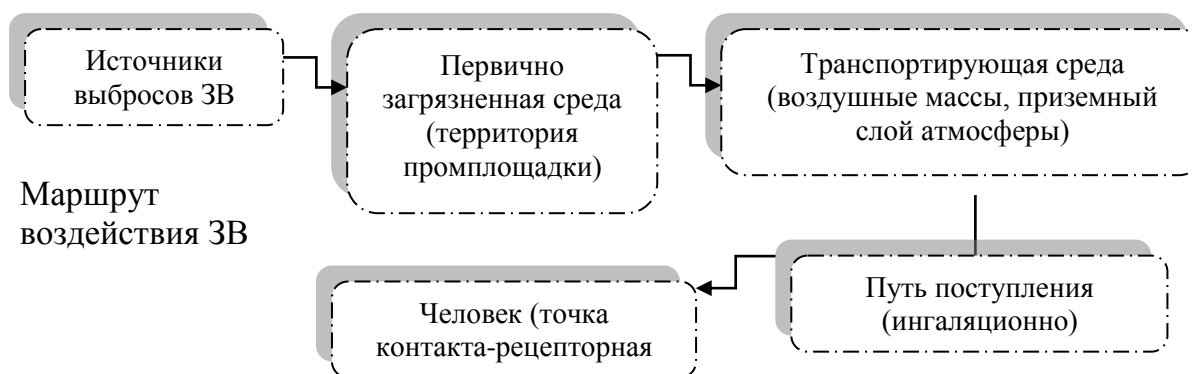 Источники
выбросов ЗВ
Первично
загрязненная среда
(территория
промплощадки)
Транспортирующая среда
(воздушные массы, приземный
слой атмосферы)
Маршрут
воздействия ЗВ
Путь поступления
(ингаляционно)
Человек (точка
контакта-рецепторная